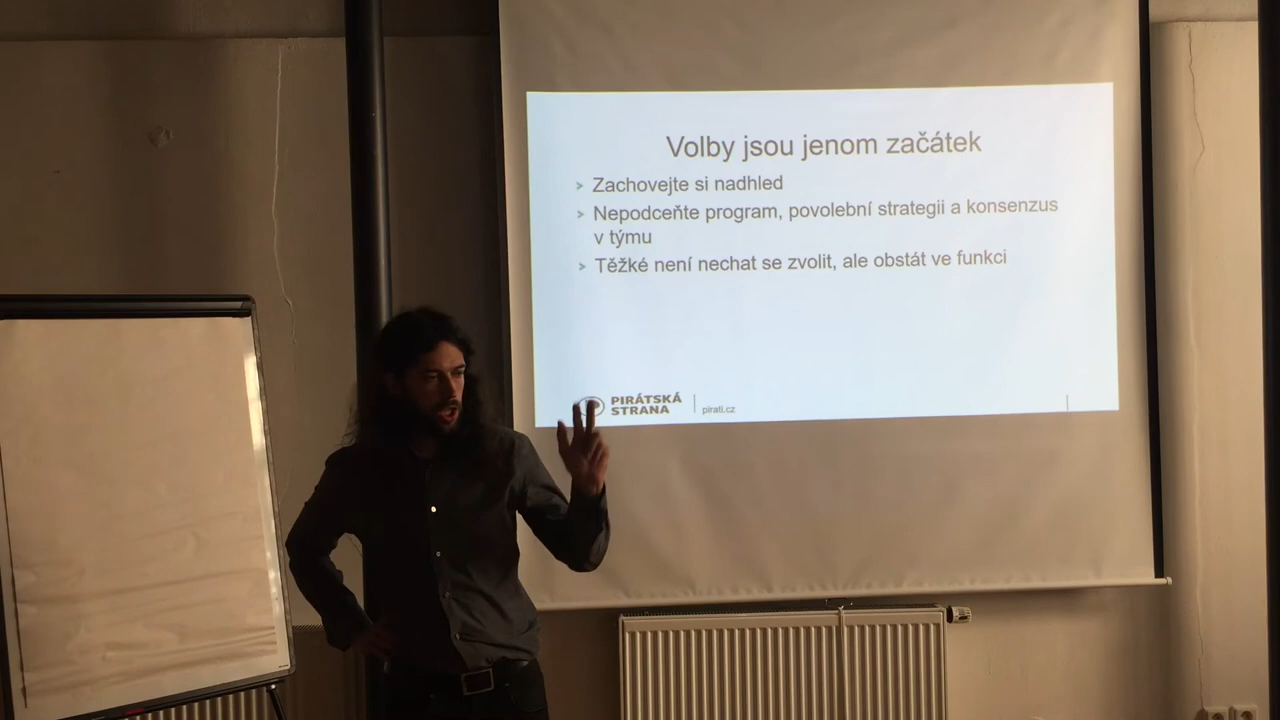 Volby jsou jenom začátek
> Zachovejte si nadhled
> Nepodceňte program, povolební strategii a konsenzus
v týmu
> Těžké není nechat se zvolit, ale obstát ve funkci
PIRÁTSKÁ
STRANA
pirati.cz